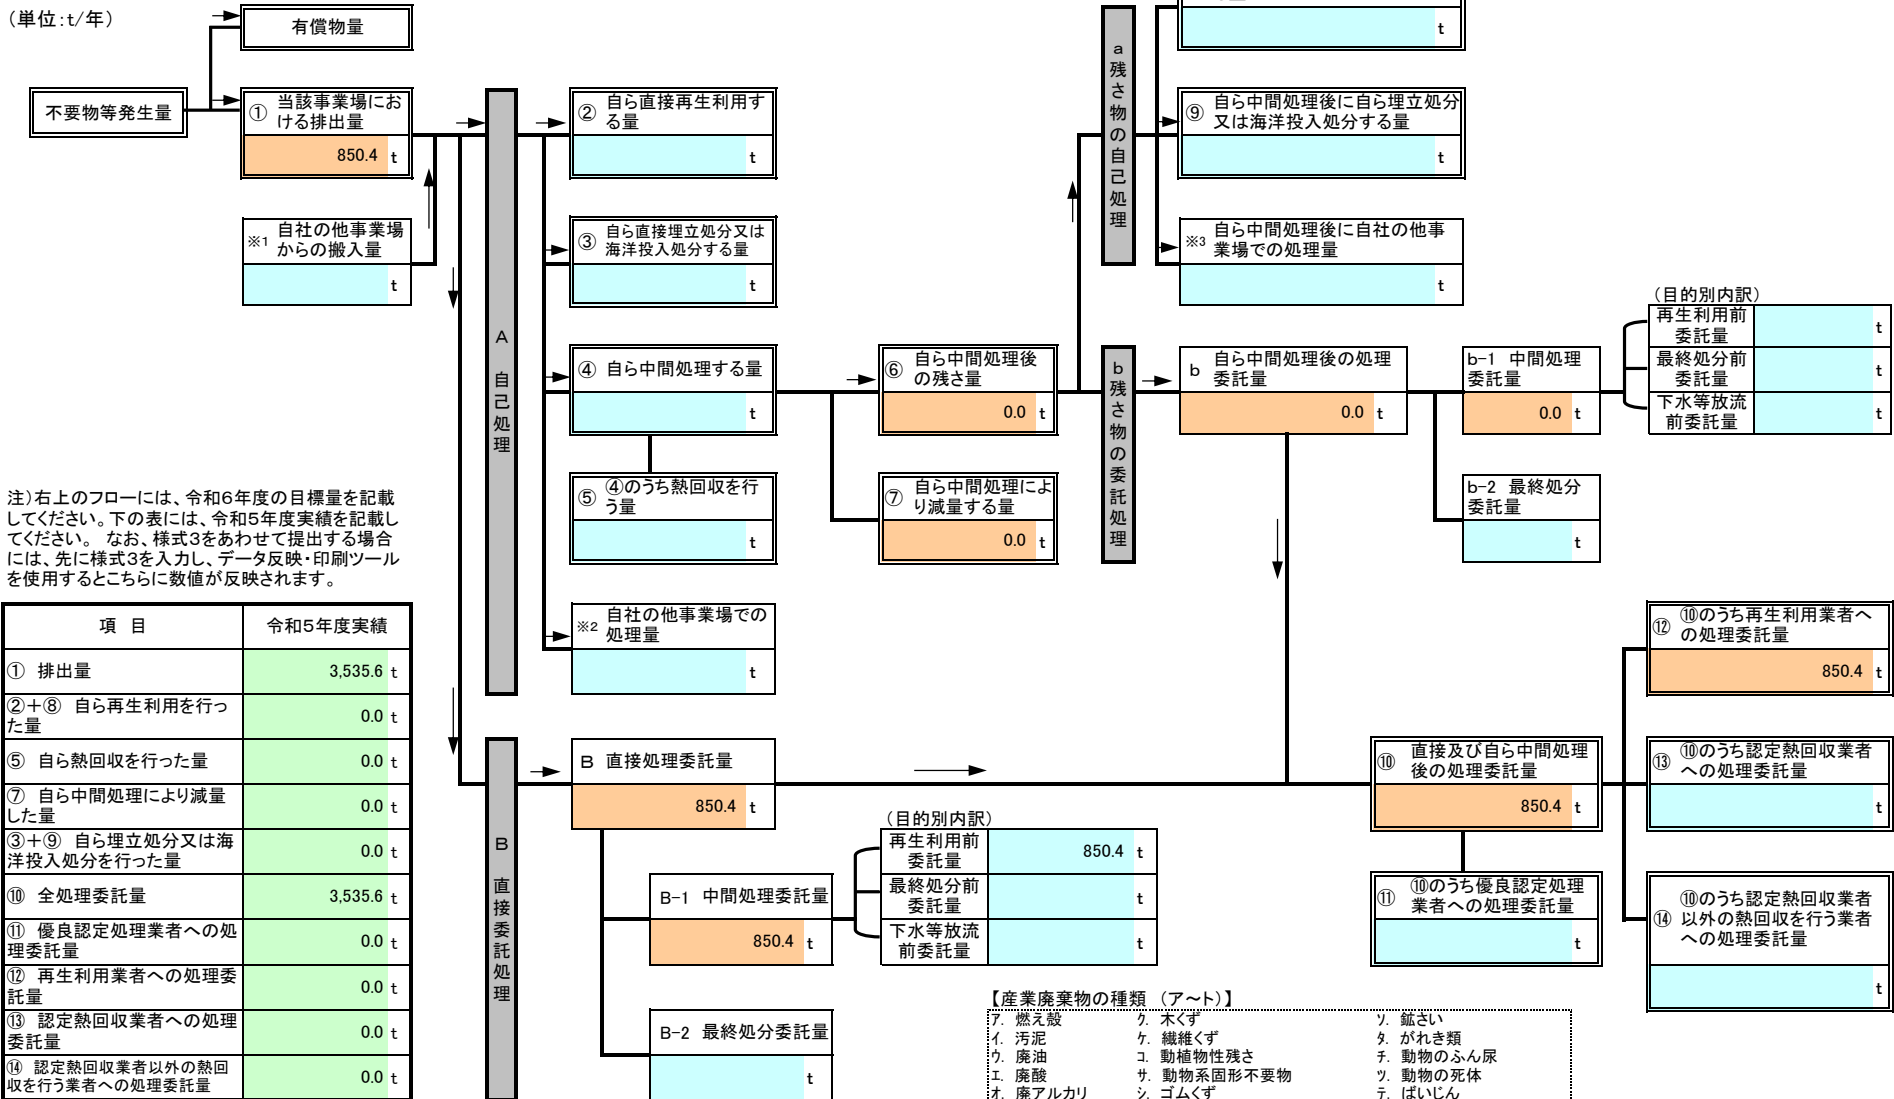 （単位:t/年）
有償物量
不要物等発生量
① 当該事業場にお
ける排出量
850.4 t
※1 自社の他事業場
からの搬入量
t
A 自己処理
② 自ら直接再生利用す
る量
t
③ 自ら直接埋立処分又は
海洋投入処分する量
t
④ 自ら中間処理する量
t
⑤ ④のうち熱回収を行
う量
t
※2 自社の他事業場での
処理量
t
⑥ 自ら中間処理後
の残さ量
0.0 t
⑦ 自ら中間処理によ
り減量する量
0.0 t
a 残さ物の自己処理
t
⑨ 自ら中間処理後に自ら埋立処分
又は海洋投入処分する量
t
※3 自ら中間処理後に自社の他事
業場での処理量
t
b 残さ物の委託処理
b 自ら中間処理後の処理
委託量
0.0 t
b-1 中間処理
委託量
0.0 t
b-2 最終処分
委託量
t
（目的別内訳）
再生利用前
委託量
t
最終処分前
委託量
t
下水等放流
前委託量
t
注）右上のフローには、令和６年度の目標量を記載
してください。下の表には、令和５年度実績を記載し
てください。 なお、様式３をあわせて提出する場合
には、先に様式３を入力し、データ反映・印刷ツール
を使用するとこちらに数値が反映されます。
項 目 令和５年度実績
① 排出量 3,535.6 t
②＋⑧ 自ら再生利用を行っ
た量 0.0 t
⑤ 自ら熱回収を行った量 0.0 t
⑦ 自ら中間処理により減量
した量 0.0 t
③＋⑨ 自ら埋立処分又は海
洋投入処分を行った量 0.0 t
⑩ 全処理委託量 3,535.6 t
⑪ 優良認定処理業者への処
理委託量 0.0 t
⑫ 再生利用業者への処理委
託量 0.0 t
⑬ 認定熱回収業者への処理
委託量 0.0 t
⑭ 認定熱回収業者以外の熱回
収を行う業者への処理委託量 0.0 t
B 直接委託処理
B 直接処理委託量
850.4 t
B-1 中間処理委託量
850.4 t
B-2 最終処分委託量
t
（目的別内訳）
再生利用前
委託量
850.4 t
最終処分前
委託量
t
下水等放流
前委託量
t
⑩ 直接及び自ら中間処理
後の処理委託量
850.4 t
⑪ ⑩のうち優良認定処理
業者への処理委託量
t
⑫ ⑩のうち再生利用業者へ
の処理委託量
850.4 t
⑬ ⑩のうち認定熱回収業者
への処理委託量
t
⑭ ⑩のうち認定熱回収業者
以外の熱回収を行う業者
への処理委託量
t
【産業廃棄物の種類 （ア～ト）】
ア. 燃え殻 ク. 木くず ソ. 鉱さい
イ. 汚泥 ケ. 繊維くず タ. がれき類
ウ. 廃油 コ. 動植物性残さ チ. 動物のふん尿
エ. 廃酸 サ. 動物系固形不要物 ツ. 動物の死体
オ. 廃アルカリ シ. ゴムくず テ. ばいじん